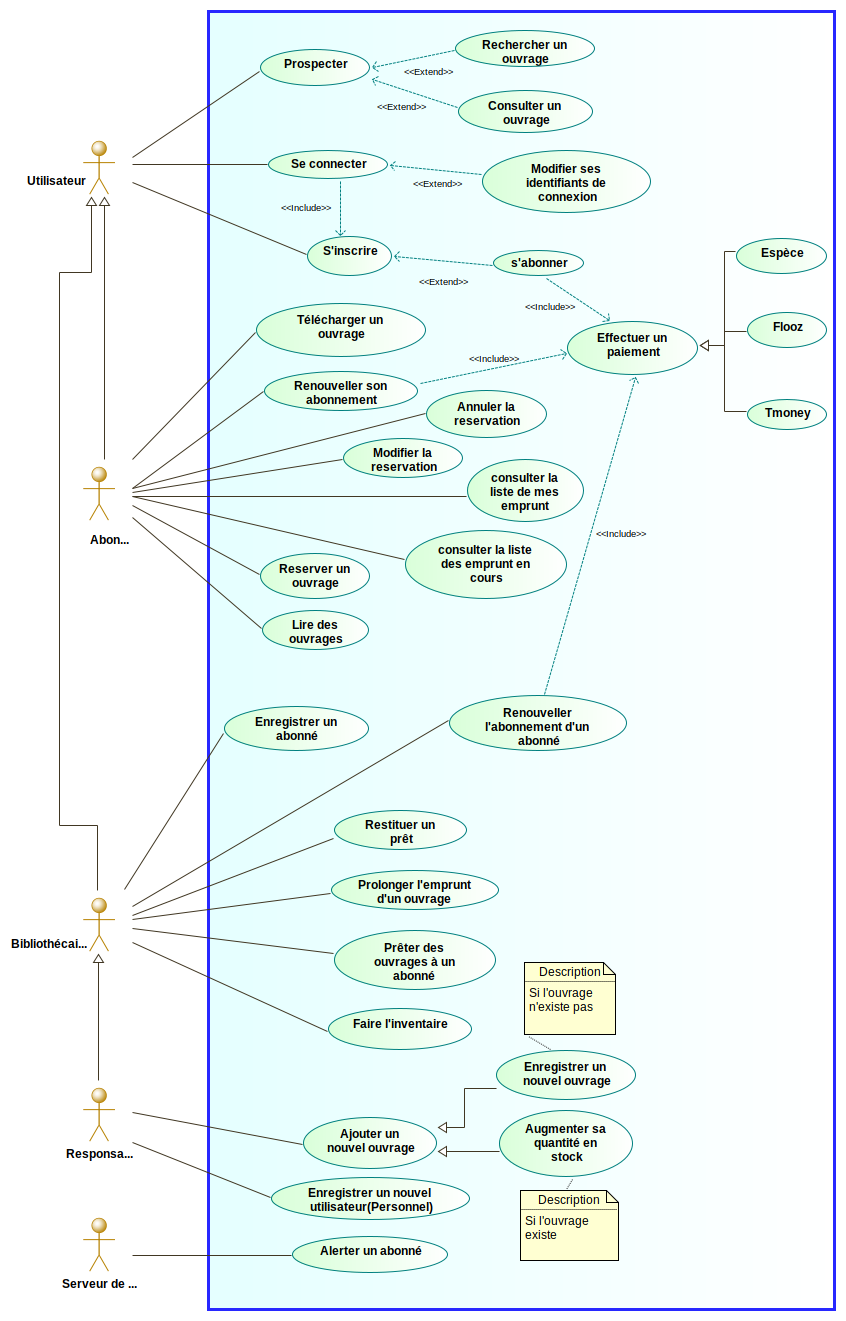 Prospecter
Rechercher un
ouvrage
<<Extend>>
<<Extend>>
Consulter un
ouvrage
Utilisateur
Se connecter
<<Extend>>
Modifier ses
identifiants de
connexion
<<Include>>
S'inscrire
<<Extend>>
s'abonner
<<Include>>
Espèce
Flooz
Tmoney
Effectuer un
paiement
Télécharger un
ouvrage
<<Include>>
Renouveller son
abonnement
Annuler la
reservation
Modifier la
reservation
consulter la
liste de mes
emprunt
Abon...
<<Include>>
consulter la liste
des emprunt en
cours
Reserver un
ouvrage
Lire des
ouvrages
Enregistrer un
abonné
Renouveller
l'abonnement d'un
abonné
Restituer un
prêt
Prolonger l'emprunt
d'un ouvrage
Bibliothécai...
Prêter des
ouvrages à un
abonné
Faire l'inventaire
Description
Si l'ouvrage
n'existe pas
Enregistrer un
nouvel ouvrage
Responsa...
Ajouter un
nouvel ouvrage
Augmenter sa
quantité en
stock
Enregistrer un nouvel
utilisateur(Personnel)
Description
Si l'ouvrage
existe
Serveur de ...
Alerter un abonné